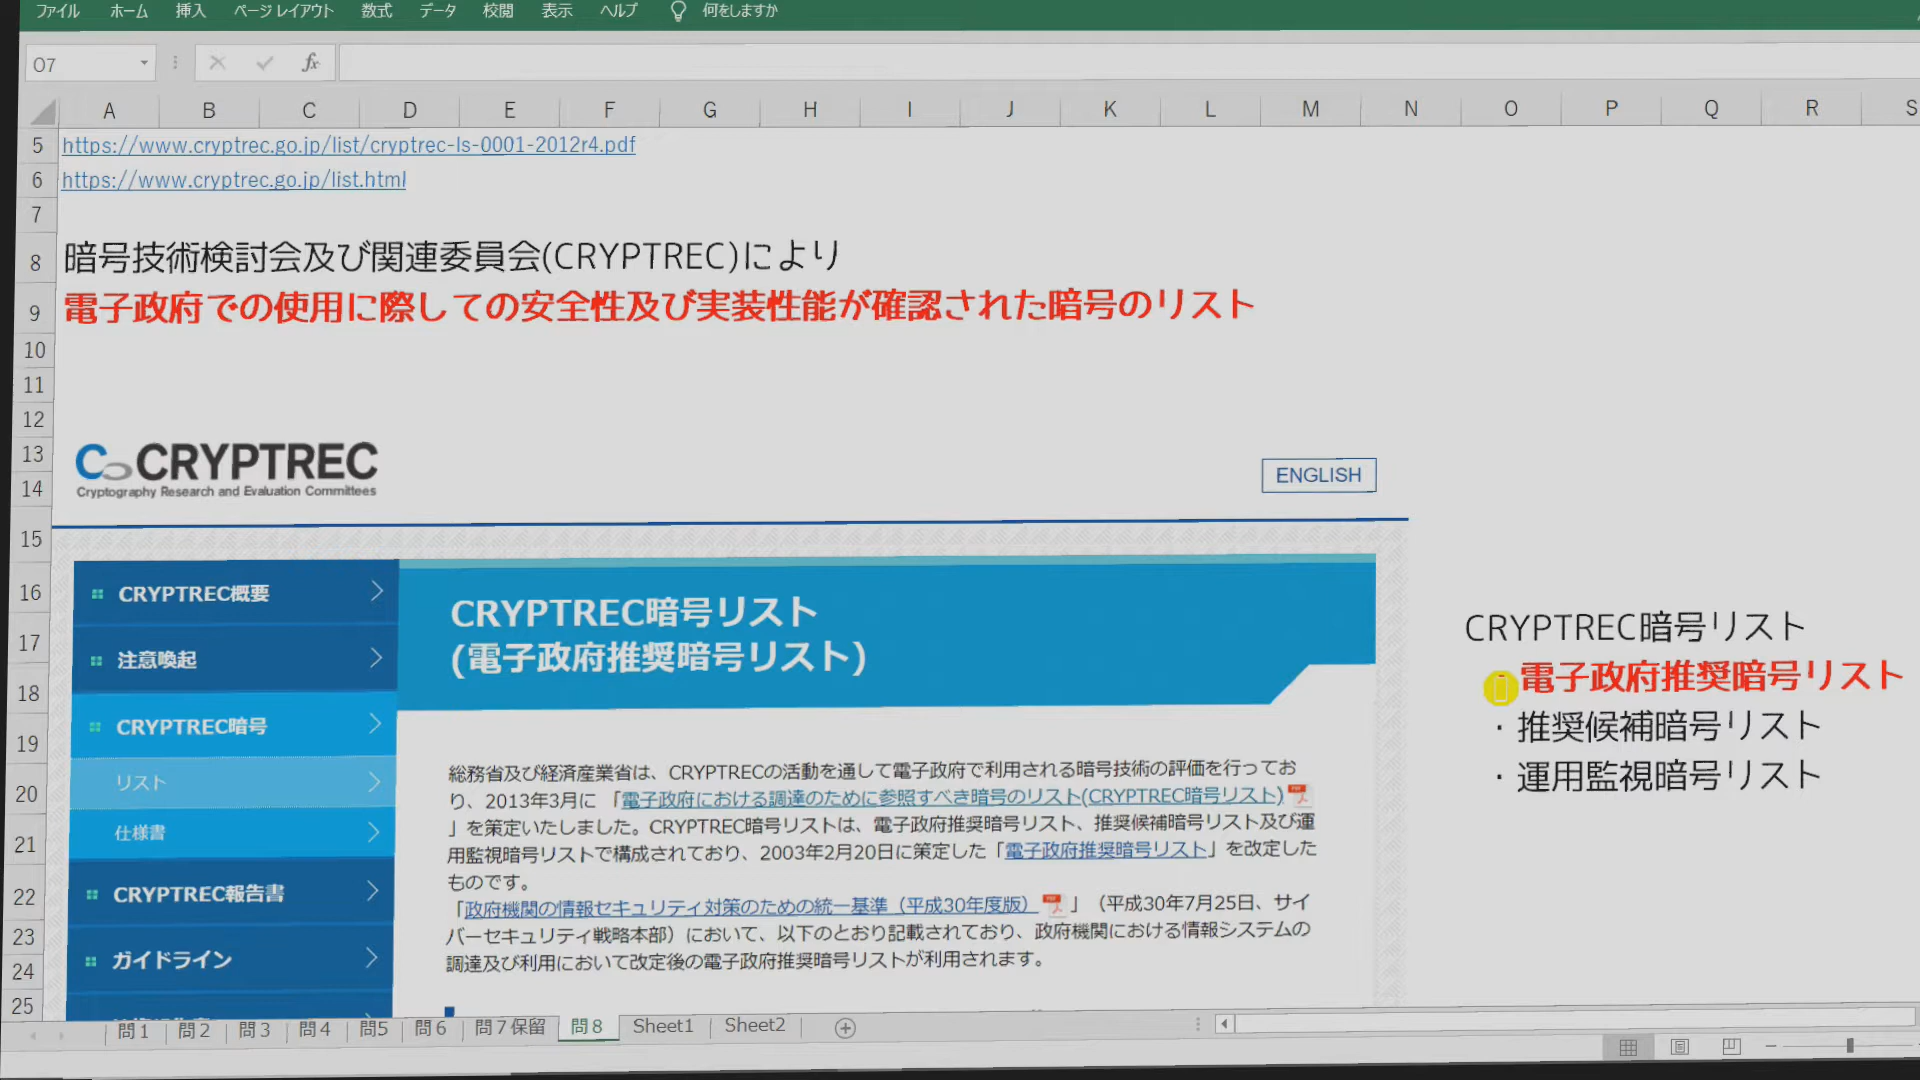 ファイル ホーム 挿入 ページ レイアウト 数式 データ 校閲 表示 ヘルプ 何をしますか
O7 fx
A B C D E F G H I J K L M N O P Q R S
5 https://www.cryptrec.go.jp/list/cryptrec-ls-0001-2012r4.pdf
6 https://www.cryptrec.go.jp/list.html
7
8 暗号技術検討会及び関連委員会(CRYPTREC)により
9 電子政府での使用に際しての安全性及び実装性能が確認された暗号のリスト
10
11
12
13 CRYPTREC
14 Cryptography Research and Evaluation Committees ENGLISH
15
16 CRYPTREC概要 CRYPTREC暗号リスト
17 注意喚起 (電子政府推奨暗号リスト)
18
19 CRYPTREC暗号
20 リスト
21 仕様書
22 CRYPTREC報告書
23
24 ガイドライン
25
総務省及び経済産業省は、CRYPTRECの活動を通して電子政府で利用される暗号技術の評価を行ってお
り、2013年3月に 「電子政府における調達のために参照すべき暗号のリスト(CRYPTREC暗号リスト)
」を策定いたしました。CRYPTREC暗号リストは、電子政府推奨暗号リスト、推奨候補暗号リスト及び運
用監視暗号リストで構成されており、2003年2月20日に策定した「電子政府推奨暗号リスト」を改定した
ものです。
「政府機関の情報セキュリティ対策のための統一基準（平成30年度版）」（平成30年7月25日、サイ
バーセキュリティ戦略本部）において、以下のとおり記載されており、政府機関における情報システムの
調達及び利用において改定後の電子政府推奨暗号リストが利用されます。
CRYPTREC暗号リスト
電子政府推奨暗号リスト
・推奨候補暗号リスト
・運用監視暗号リスト
問1 問2 問3 問4 問5 問6 問7保留 問8 Sheet1 Sheet2